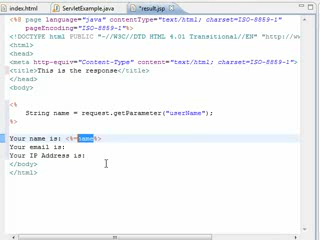 index.html ServletExample.java *result.jsp
<%@ page language="java" contentType="text/html; charset=ISO-8859-1"
pageEncoding="ISO-8859-1"%>
<!DOCTYPE html PUBLIC "-//W3C//DTD HTML 4.01 Transitional//EN" "http://ww
<html>
<head>
<meta http-equiv="Content-Type" content="text/html; charset=ISO-8859-1">
<title>This is the response</title>
</head>
<body>
<%
String name = request.getParameter("userName");
%>
Your name is: <%=name%>
Your email is:
Your IP Address is:
</body>
</html>